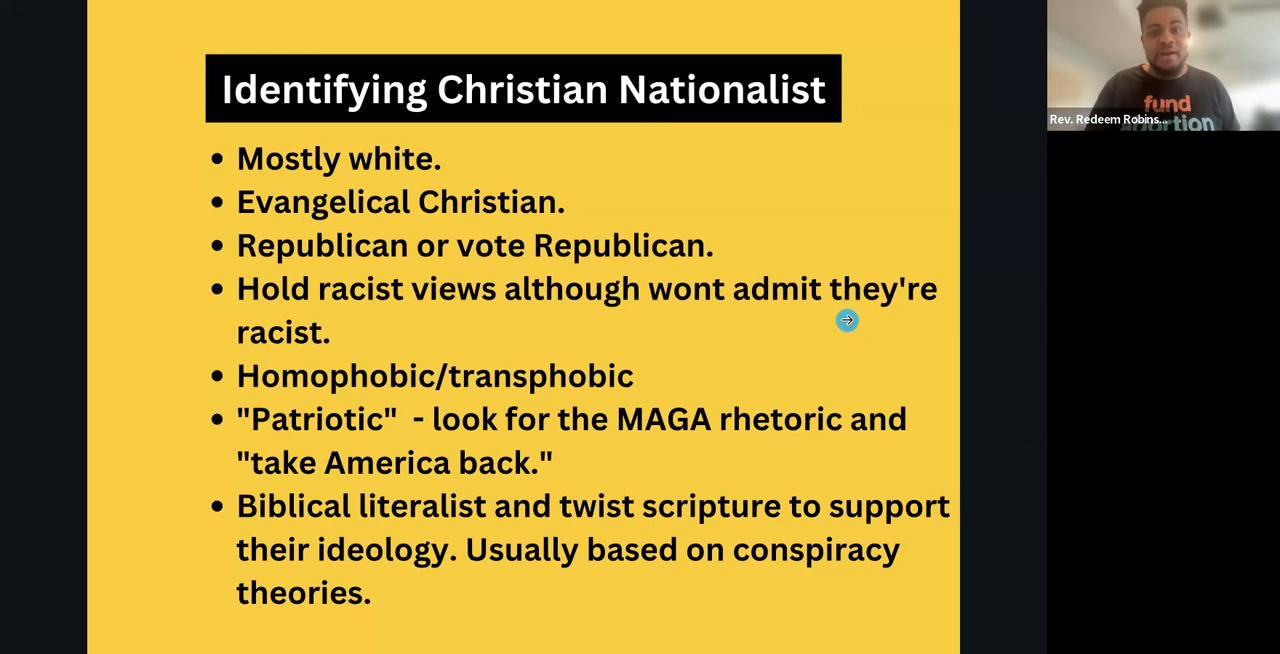 Identifying Christian Nationalist
• Mostly white.
• Evangelical Christian.
• Republican or vote Republican.
• Hold racist views although wont admit they're
racist.
• Homophobic/transphobic
• "Patriotic"  - look for the MAGA rhetoric and
"take America back."
• Biblical literalist and twist scripture to support
their ideology. Usually based on conspiracy
theories.
fund
abortion
Rev. Redeem Robins...